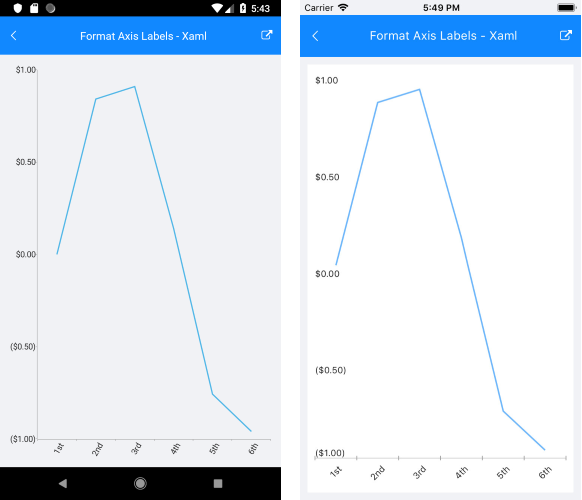 5:43
Format Axis Labels - Xaml
$1.00
$0.50
$0.00
($0.50)
($1.00)
1st 2nd 3rd 4th 5th 6th
Carrier 5:49 PM
Format Axis Labels - Xaml
$1.00
$0.50
$0.00
($0.50)
($1.00)
1st 2nd 3rd 4th 5th 6th